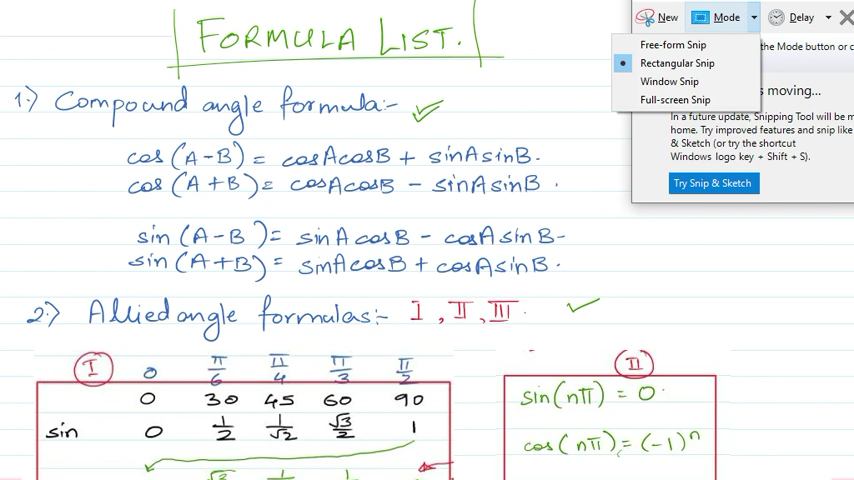 FORMULA LIST.
1.) Compound angle formula:-
cos(A-B) = cosAcosB + sinAsinB.
cos(A+B) = cosAcosB - sinAsinB.
sin(A-B) = sinAcosB - cosAsinB-
sin(A+B) = sinAcosB + cosAsinB.
2.) Allied angle formulas:- I, II, III.
I
0 π/6 π/4 π/3 π/2
0 30 45 60 90
sin 0 1/2 1/√2 √3/2 1
II
sin(nπ) = 0
cos(nπ) = (-1)^n
New Mode Delay
Free-form Snip
Rectangular Snip
Window Snip
Full-screen Snip
the Mode button or c
s moving...
In a future update, Snipping Tool will be m
home. Try improved features and snip like
& Sketch (or try the shortcut
Windows logo key + Shift + S).
Try Snip & Sketch